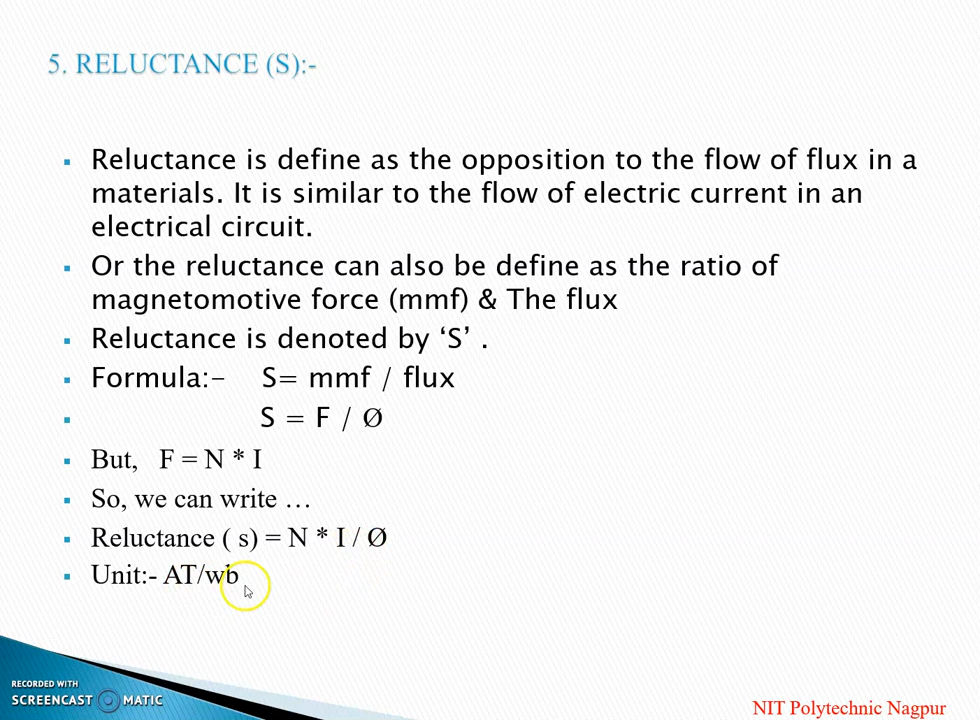 5. RELUCTANCE (S):-
▪ Reluctance is define as the opposition to the flow of flux in a
materials. It is similar to the flow of electric current in an
electrical circuit.
▪ Or the reluctance can also be define as the ratio of
magnetomotive force (mmf) & The flux
▪ Reluctance is denoted by ‘S’ .
▪ Formula:- S= mmf / flux
▪ S = F / Ø
▪ But, F = N * I
▪ So, we can write …
▪ Reluctance ( s) = N * I / Ø
▪ Unit:- AT/wb
RECORDED WITH
SCREENCAST MATIC
NIT Polytechnic Nagpur